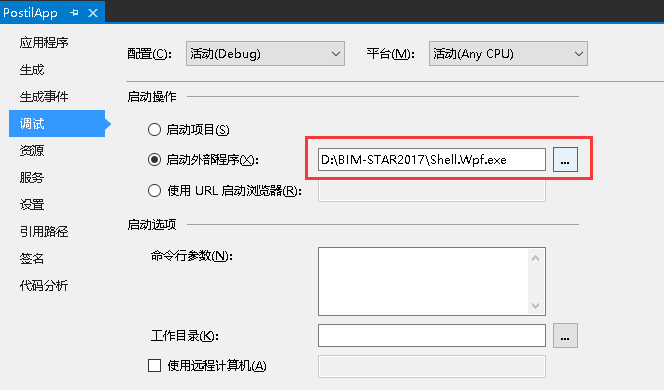 PostilApp
应用程序
生成
生成事件
调试
资源
服务
设置
引用路径
签名
代码分析
配置(C): 活动(Debug) 平台(M): 活动(Any CPU)
启动操作
启动项目(S)
启动外部程序(X): D:\BIM-STAR2017\Shell.Wpf.exe ...
使用 URL 启动浏览器(R):
启动选项
命令行参数(N):
工作目录(K): ...
使用远程计算机(A)